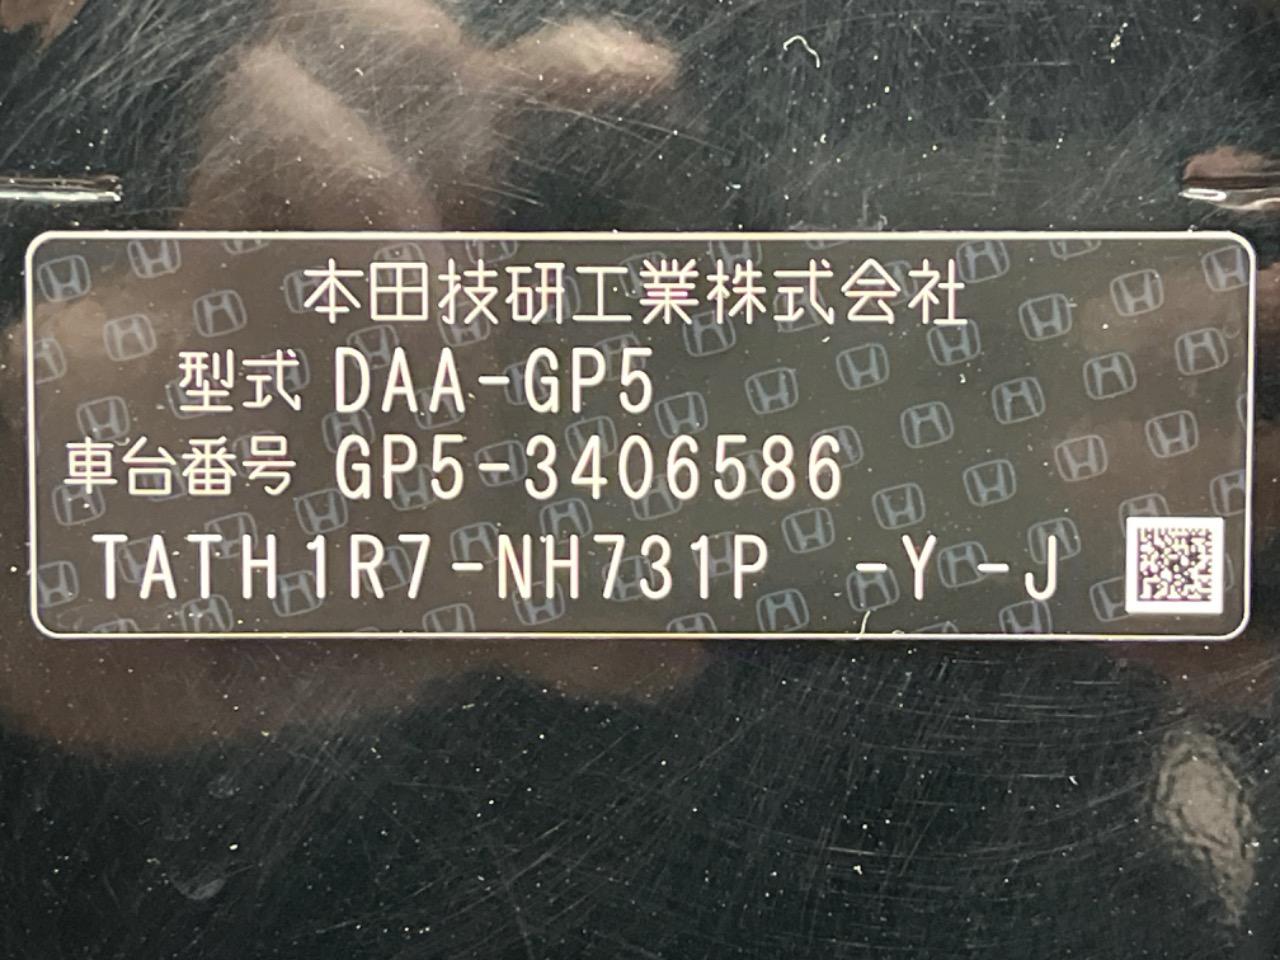 本田技研工業株式会社
型式 DAA-GP5
車台番号 GP5-3406586
TATH1R7-NH731P -Y-J